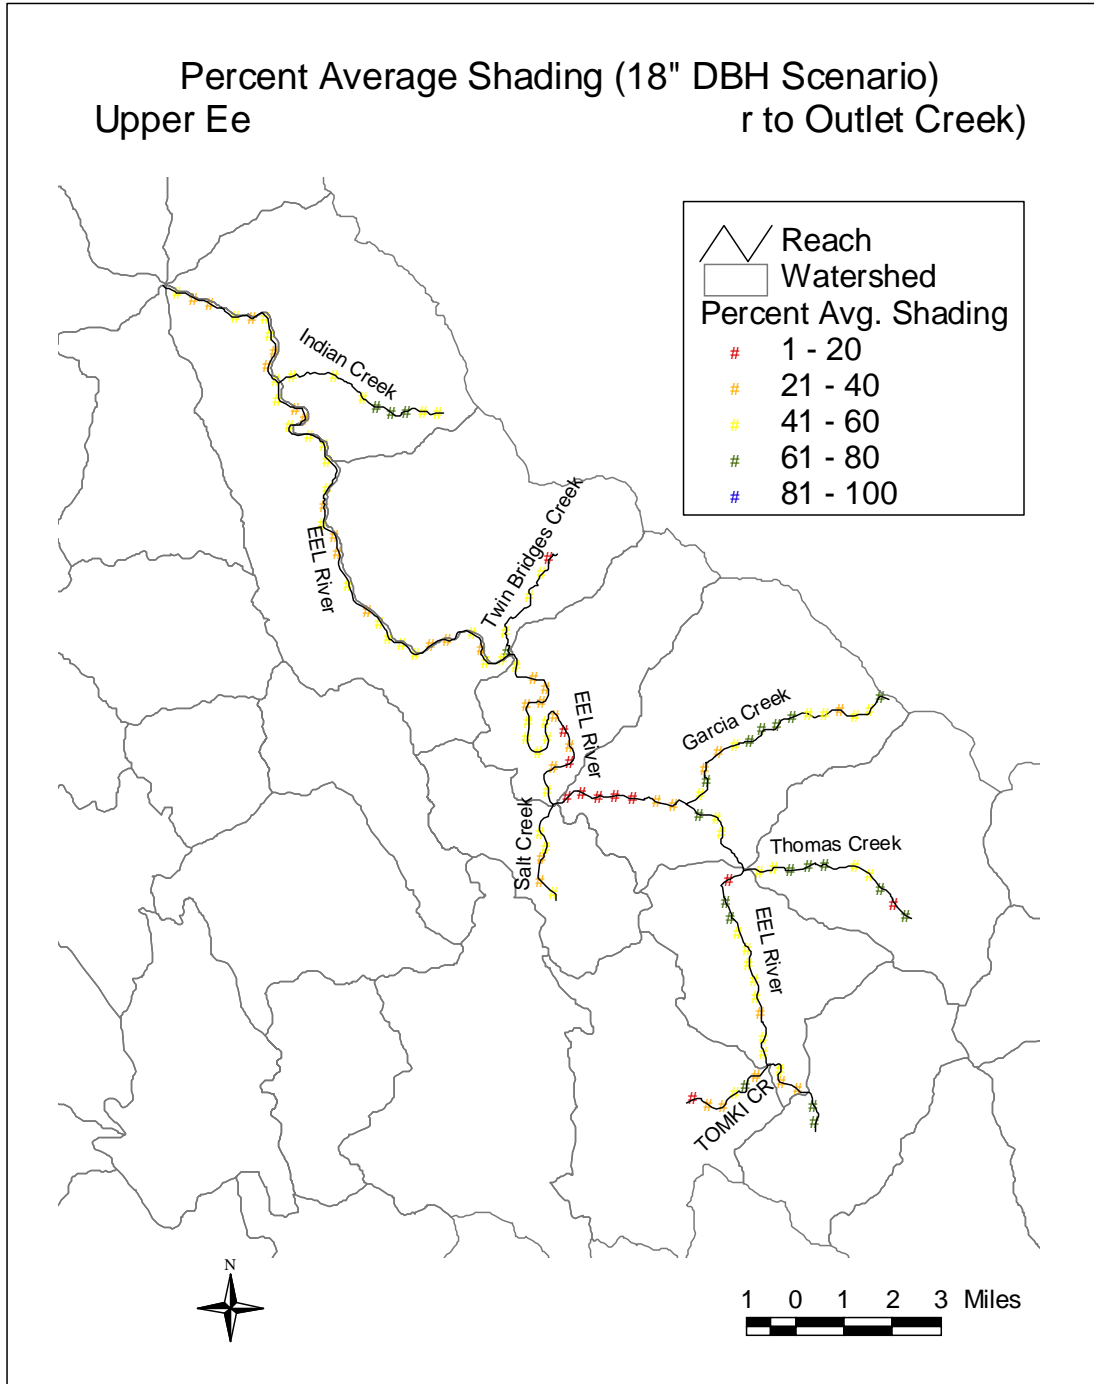 Percent Average Shading (18" DBH Scenario)
Upper Ee r to Outlet Creek)
Reach
Watershed
Percent Avg. Shading
# 1 - 20
# 21 - 40
# 41 - 60
# 61 - 80
# 81 - 100
Indian Creek
EEL River
Twin Bridges Creek
EEL River
Garcia Creek
Salt Creek
Thomas Creek
EEL River
TOMKI CR
N
1 0 1 2 3 Miles